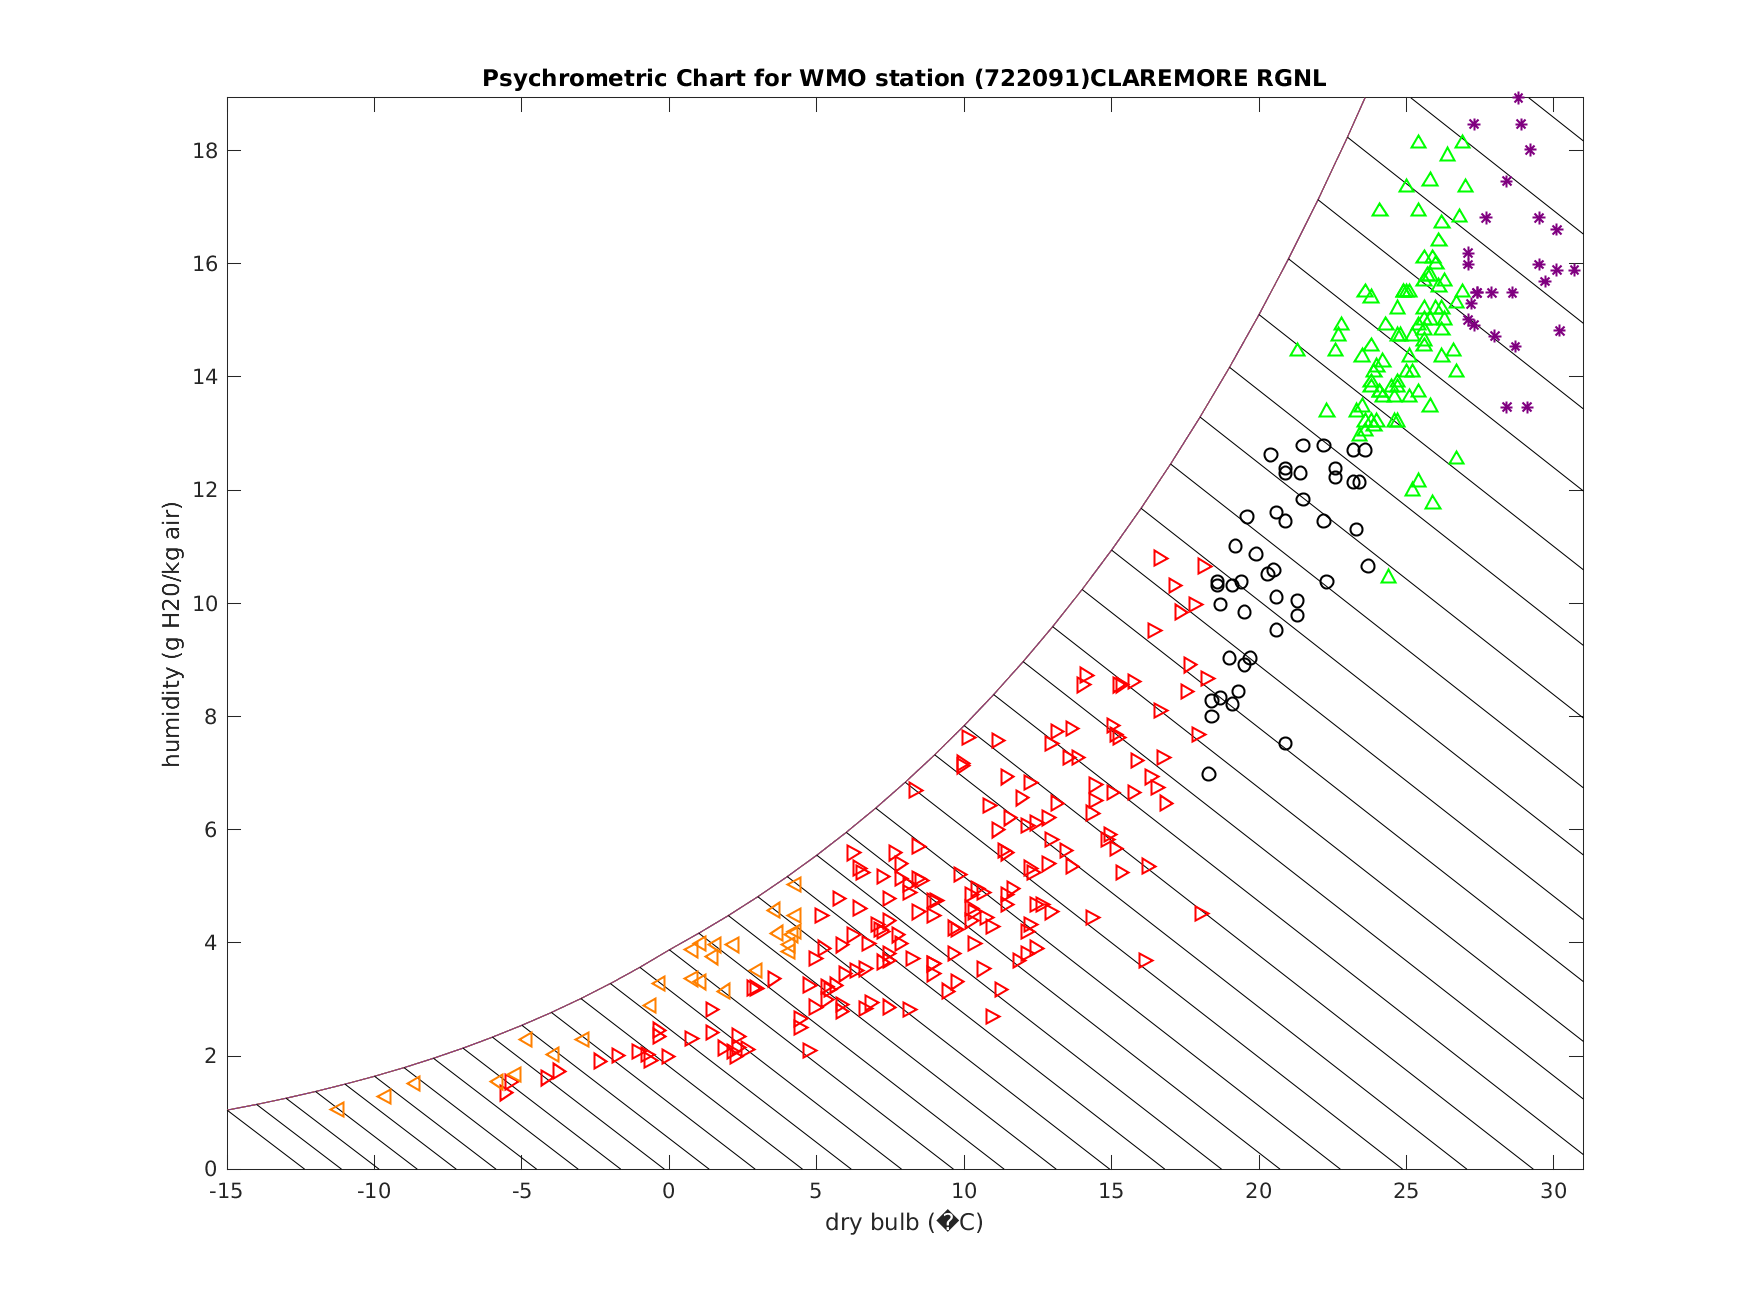 Psychrometric Chart for WMO station (722091)CLAREMORE RGNL
18
16
14
12
10
8
6
4
2
0
humidity (g H20/kg air)
-15 -10 -5 0 5 10 15 20 25 30
dry bulb (�C)